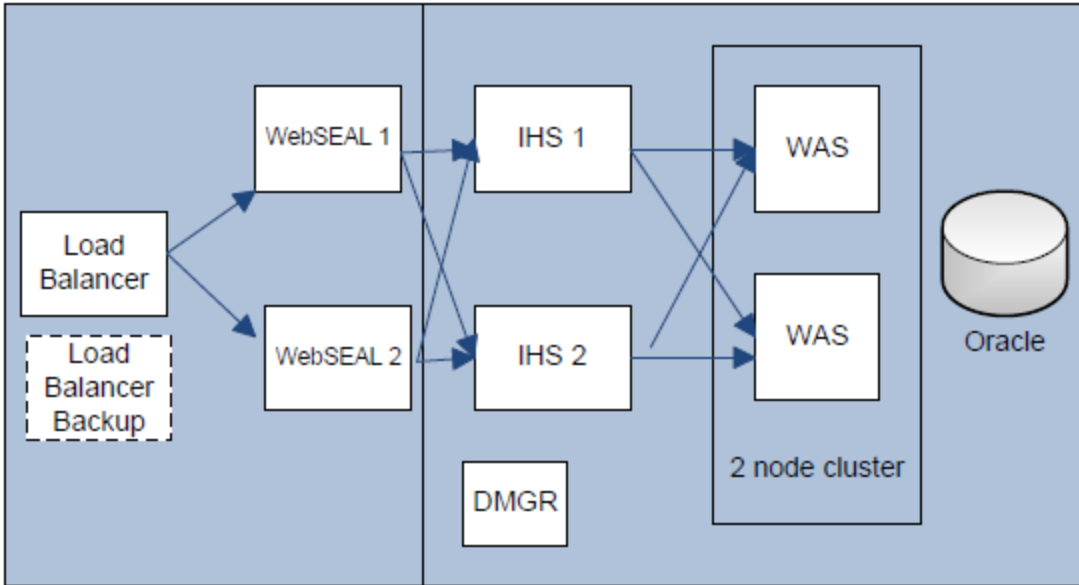 Load
Balancer
Load
Balancer
Backup
WebSEAL 1
WebSEAL 2
IHS 1
IHS 2
DMGR
WAS
WAS
2 node cluster
Oracle